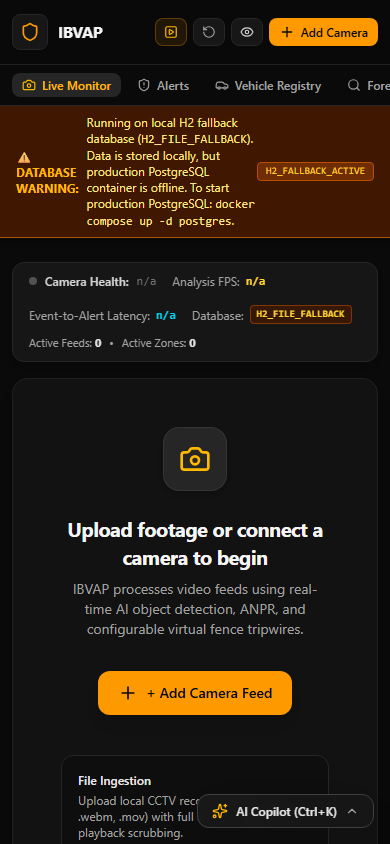 IBVAP
Add Camera
Live Monitor
Alerts
Vehicle Registry
Fore
DATABASE
WARNING:
Running on local H2 fallback
database (H2_FILE_FALLBACK).
Data is stored locally, but
production PostgreSQL
container is offline. To start
production PostgreSQL: docker
compose up -d postgres.
H2_FALLBACK_ACTIVE
Camera Health: n/a Analysis FPS: n/a
Event-to-Alert Latency: n/a Database: H2_FILE_FALLBACK
Active Feeds: 0 • Active Zones: 0
Upload footage or connect a
camera to begin
IBVAP processes video feeds using real-
time AI object detection, ANPR, and
configurable virtual fence tripwires.
+ Add Camera Feed
File Ingestion
Upload local CCTV reco
.webm, .mov) with full
playback scrubbing.
AI Copilot (Ctrl+K)